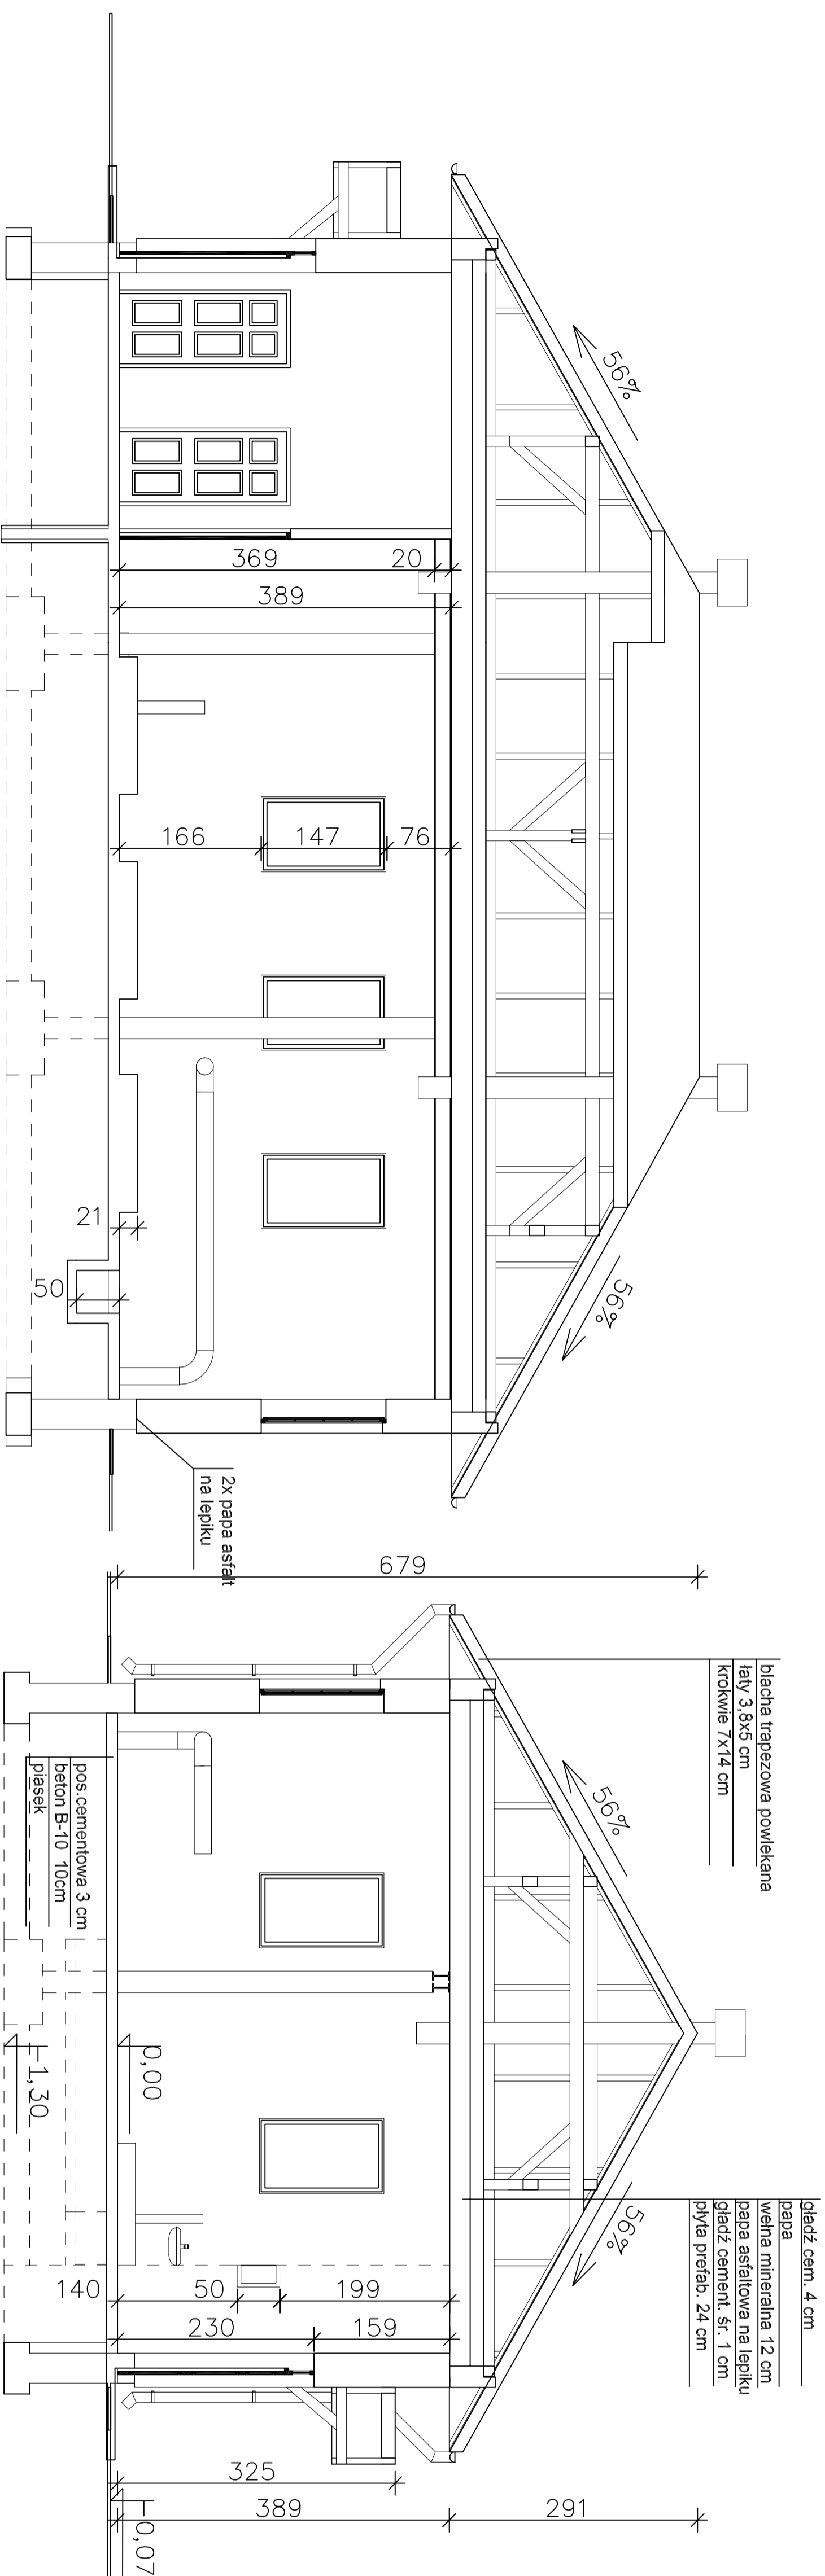 56%
56%
369
20
389
166
147
76
21
50
2x papa asfalt
na lepiku
679
blacha trapezowa powlekana
łaty 3,8x5 cm
krokwie 7x14 cm
56%
56%
pos.cementowa 3 cm
beton B-10 10cm
piasek
0,00
-1,30
gładź cem. 4 cm
papa
wełna mineralna 12 cm
papa asfaltowa na lepiku
gładź cement. śr. 1 cm
płyta prefab. 24 cm
140
50
199
230
159
325
389
291
-0,07